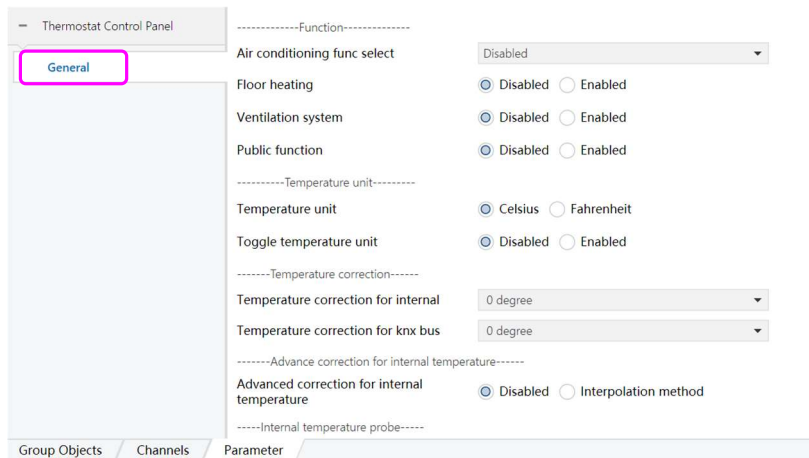 − Thermostat Control Panel
General
-------------Function-------------
Air conditioning func select Disabled
Floor heating Disabled Enabled
Ventilation system Disabled Enabled
Public function Disabled Enabled
----------Temperature unit---------
Temperature unit Celsius Fahrenheit
Toggle temperature unit Disabled Enabled
-------Temperature correction------
Temperature correction for internal 0 degree
Temperature correction for knx bus 0 degree
-------Advance correction for internal temperature------
Advanced correction for internal
temperature Disabled Interpolation method
-----Internal temperature probe-----
Group Objects / Channels / Parameter /